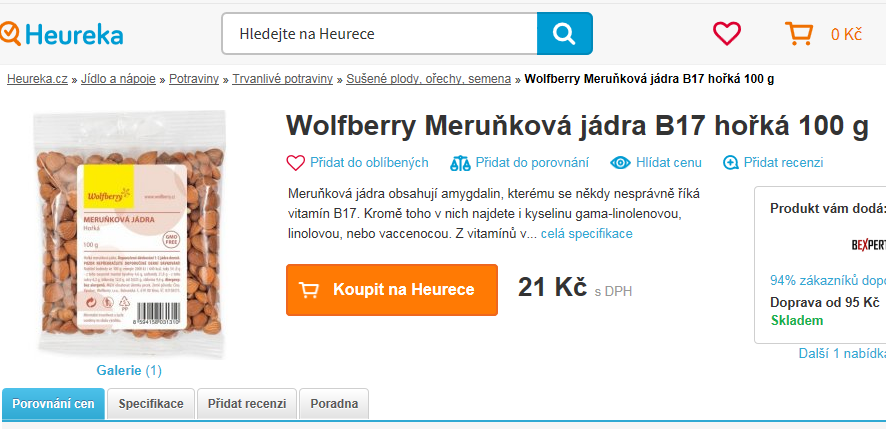 Heureka
Hledejte na Heurece
0 Kč
Heureka.cz » Jídlo a nápoje » Potraviny » Trvanlivé potraviny » Sušené plody, ořechy, semena » Wolfberry Meruňková jádra B17 hořká 100 g
Wolfberry Meruňková jádra B17 hořká 100 g
Přidat do oblíbených
Přidat do porovnání
Hlídat cenu
Přidat recenzi
Meruňková jádra obsahují amygdalin, kterému se někdy nesprávně říká
vitamín B17. Kromě toho v nich najdete i kyselinu gama-linolenovou,
linolovou, nebo vaccenocou. Z vitamínů v... celá specifikace
Koupit na Heurece
21 Kč s DPH
Produkt vám dodá:
BEXPERT
94% zákazníků dopo
Doprava od 95 Kč
Skladem
Další 1 nabídka
Wolfberry
www.wolfberry.cz
MERUŇKOVÁ JÁDRA
Hořká
GMO
FREE
100 g
PP
Galerie (1)
Porovnání cen
Specifikace
Přidat recenzi
Poradna